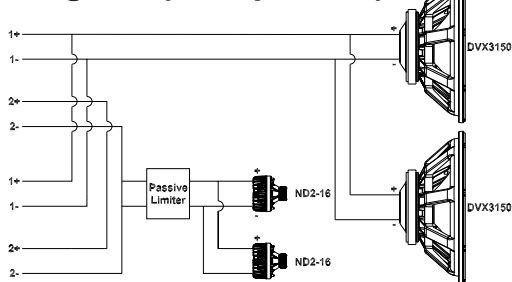 1+
1-
2+
2-
1+
1-
2+
2-
Passive
Limiter
+
-
ND2-16
+
-
ND2-16
+
-
DVX3150
+
-
DVX3150